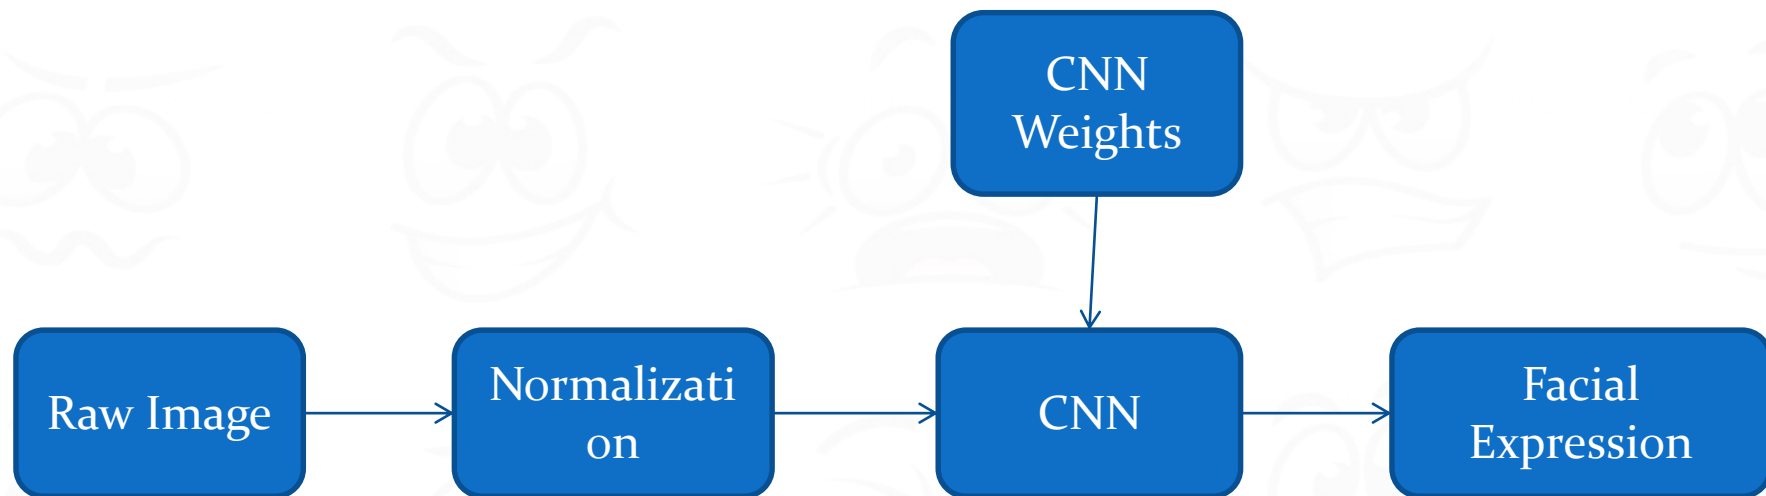 CNN
Weights
Raw Image
Normalizati
on
CNN
Facial
Expression